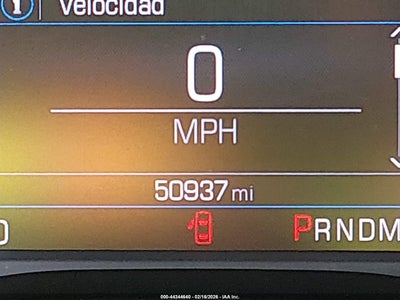 i Velocidad
0
MPH
50937 mi
PRNDM
000-44344640 - 02/18/2026 - IAA Inc.